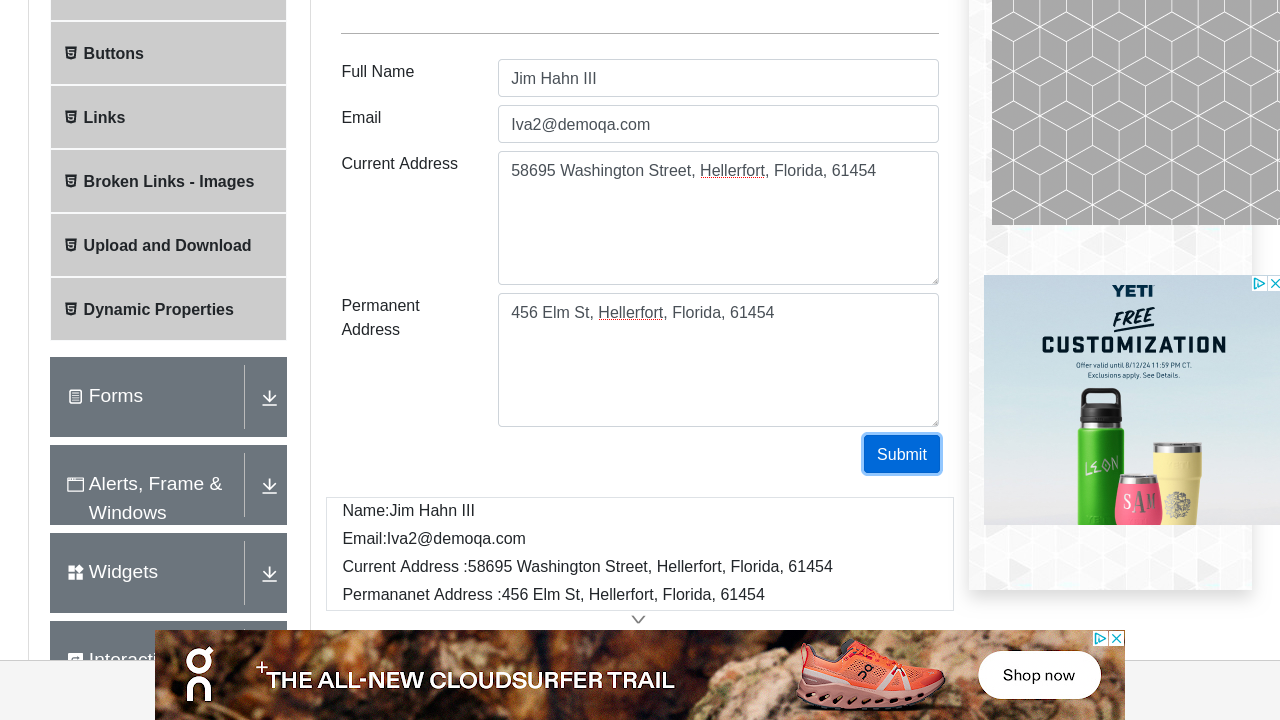 Buttons
Links
Broken Links - Images
Upload and Download
Dynamic Properties
Forms
Alerts, Frame &
Windows
Widgets
Full Name
Jim Hahn III
Email
Iva2@demoqa.com
Current Address
58695 Washington Street, Hellerfort, Florida, 61454
Permanent
Address
456 Elm St, Hellerfort, Florida, 61454
Submit
Name:Jim Hahn III
Email:Iva2@demoqa.com
Current Address :58695 Washington Street, Hellerfort, Florida, 61454
Permananet Address :456 Elm St, Hellerfort, Florida, 61454
YETI
FREE
CUSTOMIZATION
Offer valid until 8/12/24 11:59 PM CT.
Exclusions apply. See Details.
LEON
SAM
on
THE ALL-NEW CLOUDSURFER TRAIL
Shop now